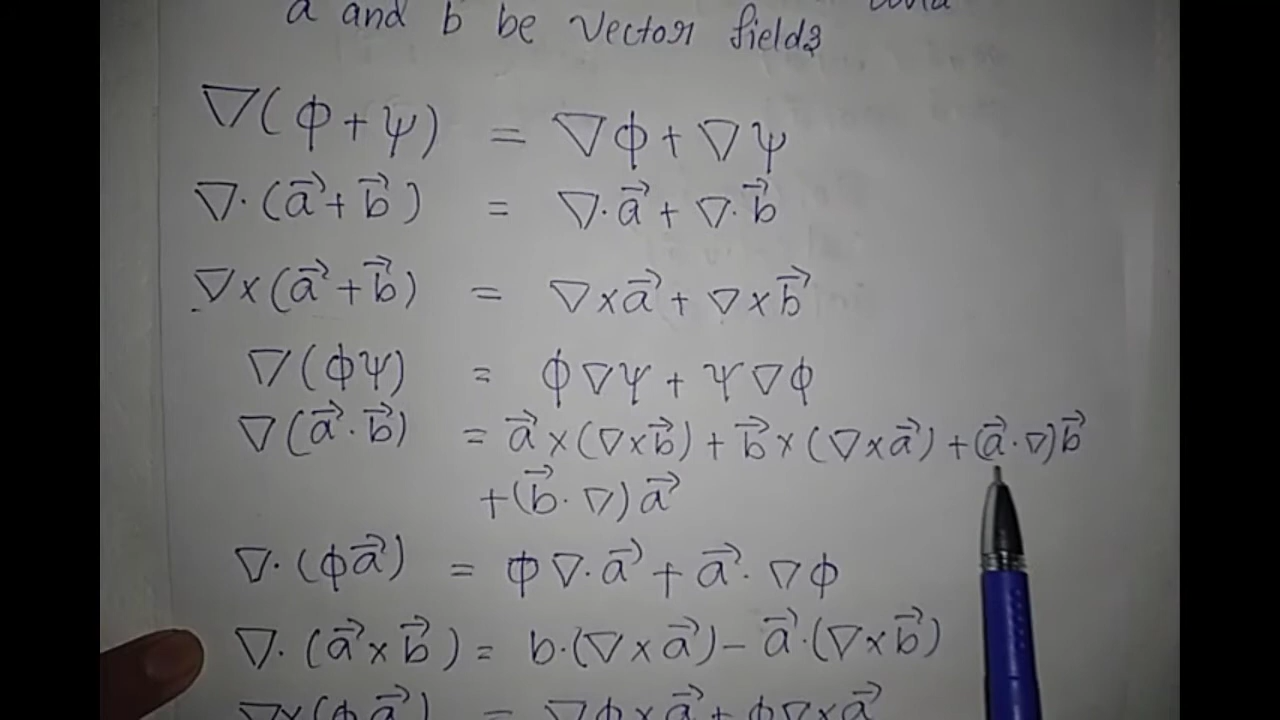 a and b be vector fields
∇(ϕ+ψ) = ∇ϕ+∇ψ
∇·(a⃗+b⃗) = ∇·a⃗+∇·b⃗
∇×(a⃗+b⃗) = ∇×a⃗+∇×b⃗
∇(ϕψ) = ϕ∇ψ+ψ∇ϕ
∇(a⃗·b⃗) = a⃗×(∇×b⃗)+b⃗×(∇×a⃗)+(a⃗·∇)b⃗
+(b⃗·∇)a⃗
∇·(ϕa⃗) = ϕ∇·a⃗+a⃗·∇ϕ
∇·(a⃗×b⃗) = b·(∇×a⃗)-a⃗·(∇×b⃗)
∇×(ϕa⃗) = ∇ϕ×a⃗+ϕ∇×a⃗